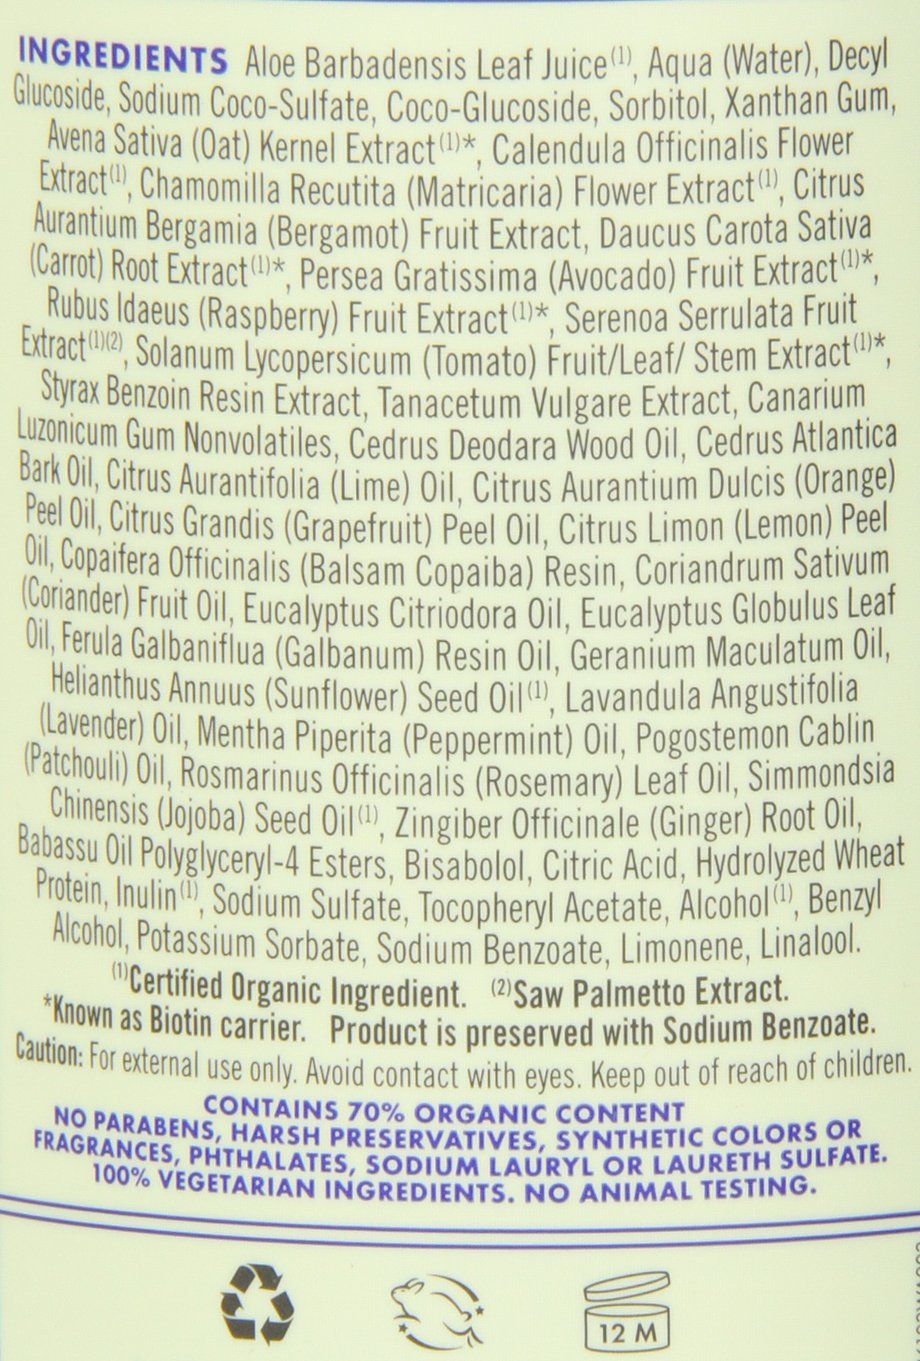 INGREDIENTS Aloe Barbadensis Leaf Juice⁽¹⁾, Aqua (Water), Decyl
Glucoside, Sodium Coco-Sulfate, Coco-Glucoside, Sorbitol, Xanthan Gum,
Avena Sativa (Oat) Kernel Extract⁽¹⁾*, Calendula Officinalis Flower
Extract⁽¹⁾, Chamomilla Recutita (Matricaria) Flower Extract⁽¹⁾, Citrus
Aurantium Bergamia (Bergamot) Fruit Extract, Daucus Carota Sativa
(Carrot) Root Extract⁽¹⁾*, Persea Gratissima (Avocado) Fruit Extract⁽¹⁾*,
Rubus Idaeus (Raspberry) Fruit Extract⁽¹⁾*, Serenoa Serrulata Fruit
Extract⁽¹⁾⁽²⁾, Solanum Lycopersicum (Tomato) Fruit/Leaf/ Stem Extract⁽¹⁾*,
Styrax Benzoin Resin Extract, Tanacetum Vulgare Extract, Canarium
Luzonicum Gum Nonvolatiles, Cedrus Deodara Wood Oil, Cedrus Atlantica
Bark Oil, Citrus Aurantifolia (Lime) Oil, Citrus Aurantium Dulcis (Orange)
Peel Oil, Citrus Grandis (Grapefruit) Peel Oil, Citrus Limon (Lemon) Peel
Oil, Copaifera Officinalis (Balsam Copaiba) Resin, Coriandrum Sativum
(Coriander) Fruit Oil, Eucalyptus Citriodora Oil, Eucalyptus Globulus Leaf
Oil, Ferula Galbaniflua (Galbanum) Resin Oil, Geranium Maculatum Oil,
Helianthus Annuus (Sunflower) Seed Oil⁽¹⁾, Lavandula Angustifolia
(Lavender) Oil, Mentha Piperita (Peppermint) Oil, Pogostemon Cablin
(Patchouli) Oil, Rosmarinus Officinalis (Rosemary) Leaf Oil, Simmondsia
Chinensis (Jojoba) Seed Oil⁽¹⁾, Zingiber Officinale (Ginger) Root Oil,
Babassu Oil Polyglyceryl-4 Esters, Bisabolol, Citric Acid, Hydrolyzed Wheat
Protein, Inulin⁽¹⁾, Sodium Sulfate, Tocopheryl Acetate, Alcohol⁽¹⁾, Benzyl
Alcohol, Potassium Sorbate, Sodium Benzoate, Limonene, Linalool.
⁽¹⁾Certified Organic Ingredient. ⁽²⁾Saw Palmetto Extract.
*Known as Biotin carrier. Product is preserved with Sodium Benzoate.
Caution: For external use only. Avoid contact with eyes. Keep out of reach of children.
CONTAINS 70% ORGANIC CONTENT
NO PARABENS, HARSH PRESERVATIVES, SYNTHETIC COLORS OR
FRAGRANCES, PHTHALATES, SODIUM LAURYL OR LAURETH SULFATE.
100% VEGETARIAN INGREDIENTS. NO ANIMAL TESTING.
12 M